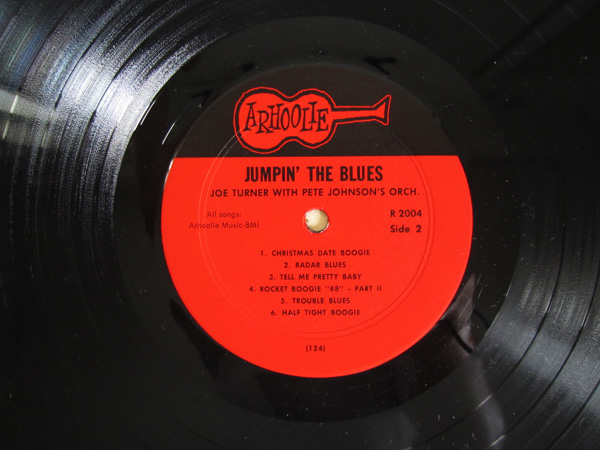 ARHOOLIE
JUMPIN' THE BLUES
JOE TURNER WITH PETE JOHNSON'S ORCH.
All songs:
Arhoolie Music-BMI
R 2004
Side 2
1. CHRISTMAS DATE BOOGIE
2. RADAR BLUES
3. TELL ME PRETTY BABY
4. ROCKET BOOGIE "88" - PART II
5. TROUBLE BLUES
6. HALF TIGHT BOOGIE
(124)